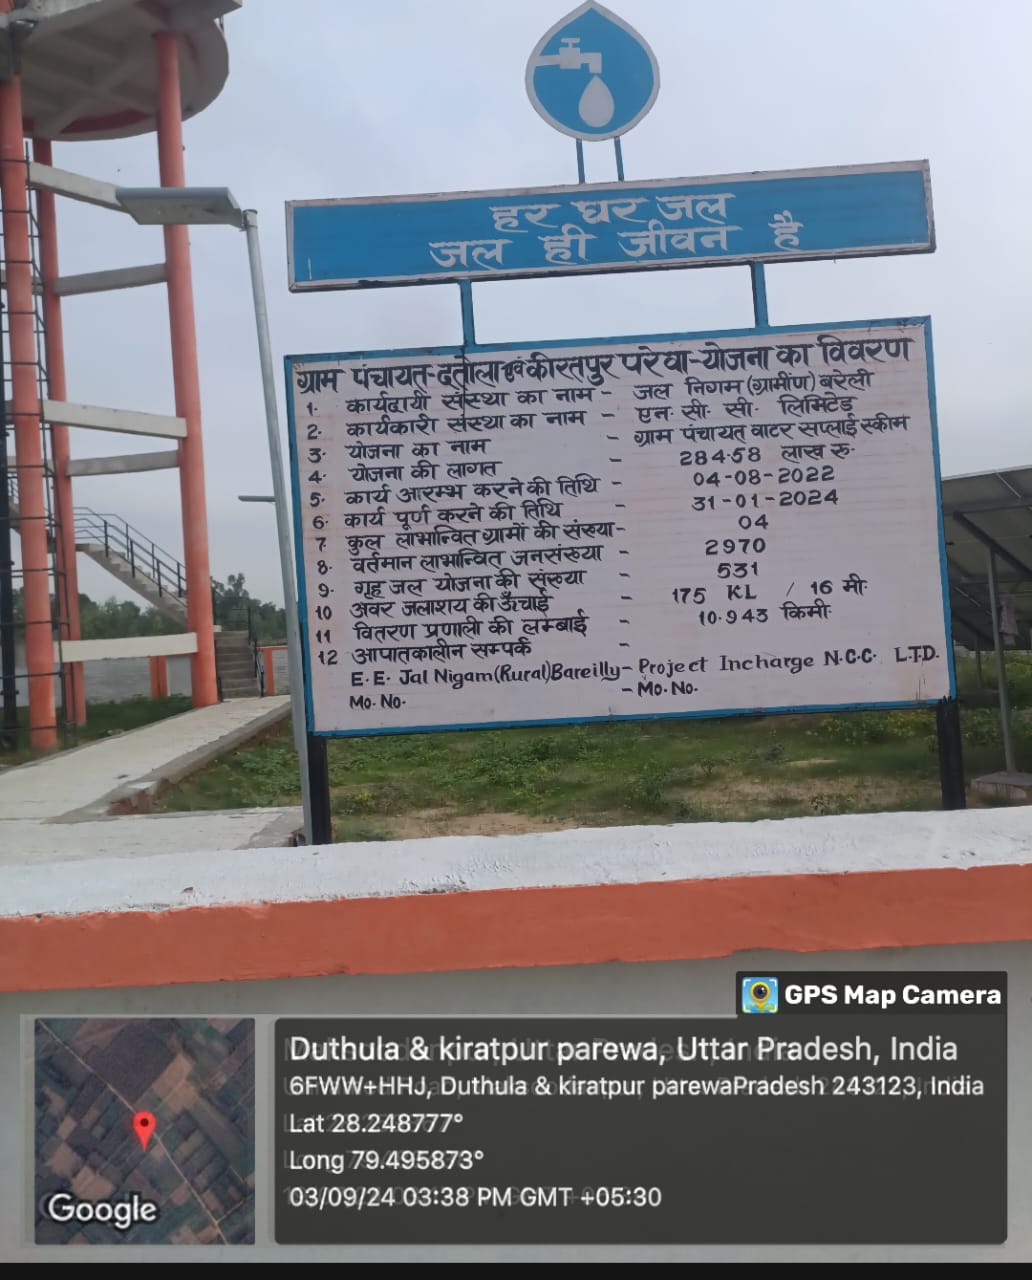 हर घर जल
जल ही जीवन है
ग्राम पंचायत-दतौला एवं कीरतपुर परेवा-योजना का विवरण
1. कार्यदायी संस्था का नाम - जल निगम (ग्रामीण) बरेली
2. कार्यकारी संस्था का नाम - एन. सी. सी. लिमिटेड
3. योजना का नाम - ग्राम पंचायत वाटर सप्लाई स्कीम
4. योजना की लागत - 284.58 लाख रु.
5. कार्य आरम्भ करने की तिथि - 04-08-2022
6. कार्य पूर्ण करने की तिथि - 31-01-2024
7. कुल लाभान्वित ग्रामों की संख्या - 04
8. वर्तमान लाभान्वित जनसंख्या - 2970
9. गृह जल योजना की संख्या - 531
10 अवर जलाशय की ऊँचाई - 175 KL / 16 मी.
11 वितरण प्रणाली की लम्बाई - 10.943 किमी.
12 आपातकालीन सम्पर्क -
E.E. Jal Nigam(Rural)Bareilly - Project Incharge N.C.C. LTD.
Mo. No. - Mo. No.
GPS Map Camera
Duthula & kiratpur parewa, Uttar Pradesh, India
6FWW+HHJ, Duthula & kiratpur parewaPradesh 243123, India
Lat 28.248777°
Long 79.495873°
03/09/24 03:38 PM GMT +05:30
Google